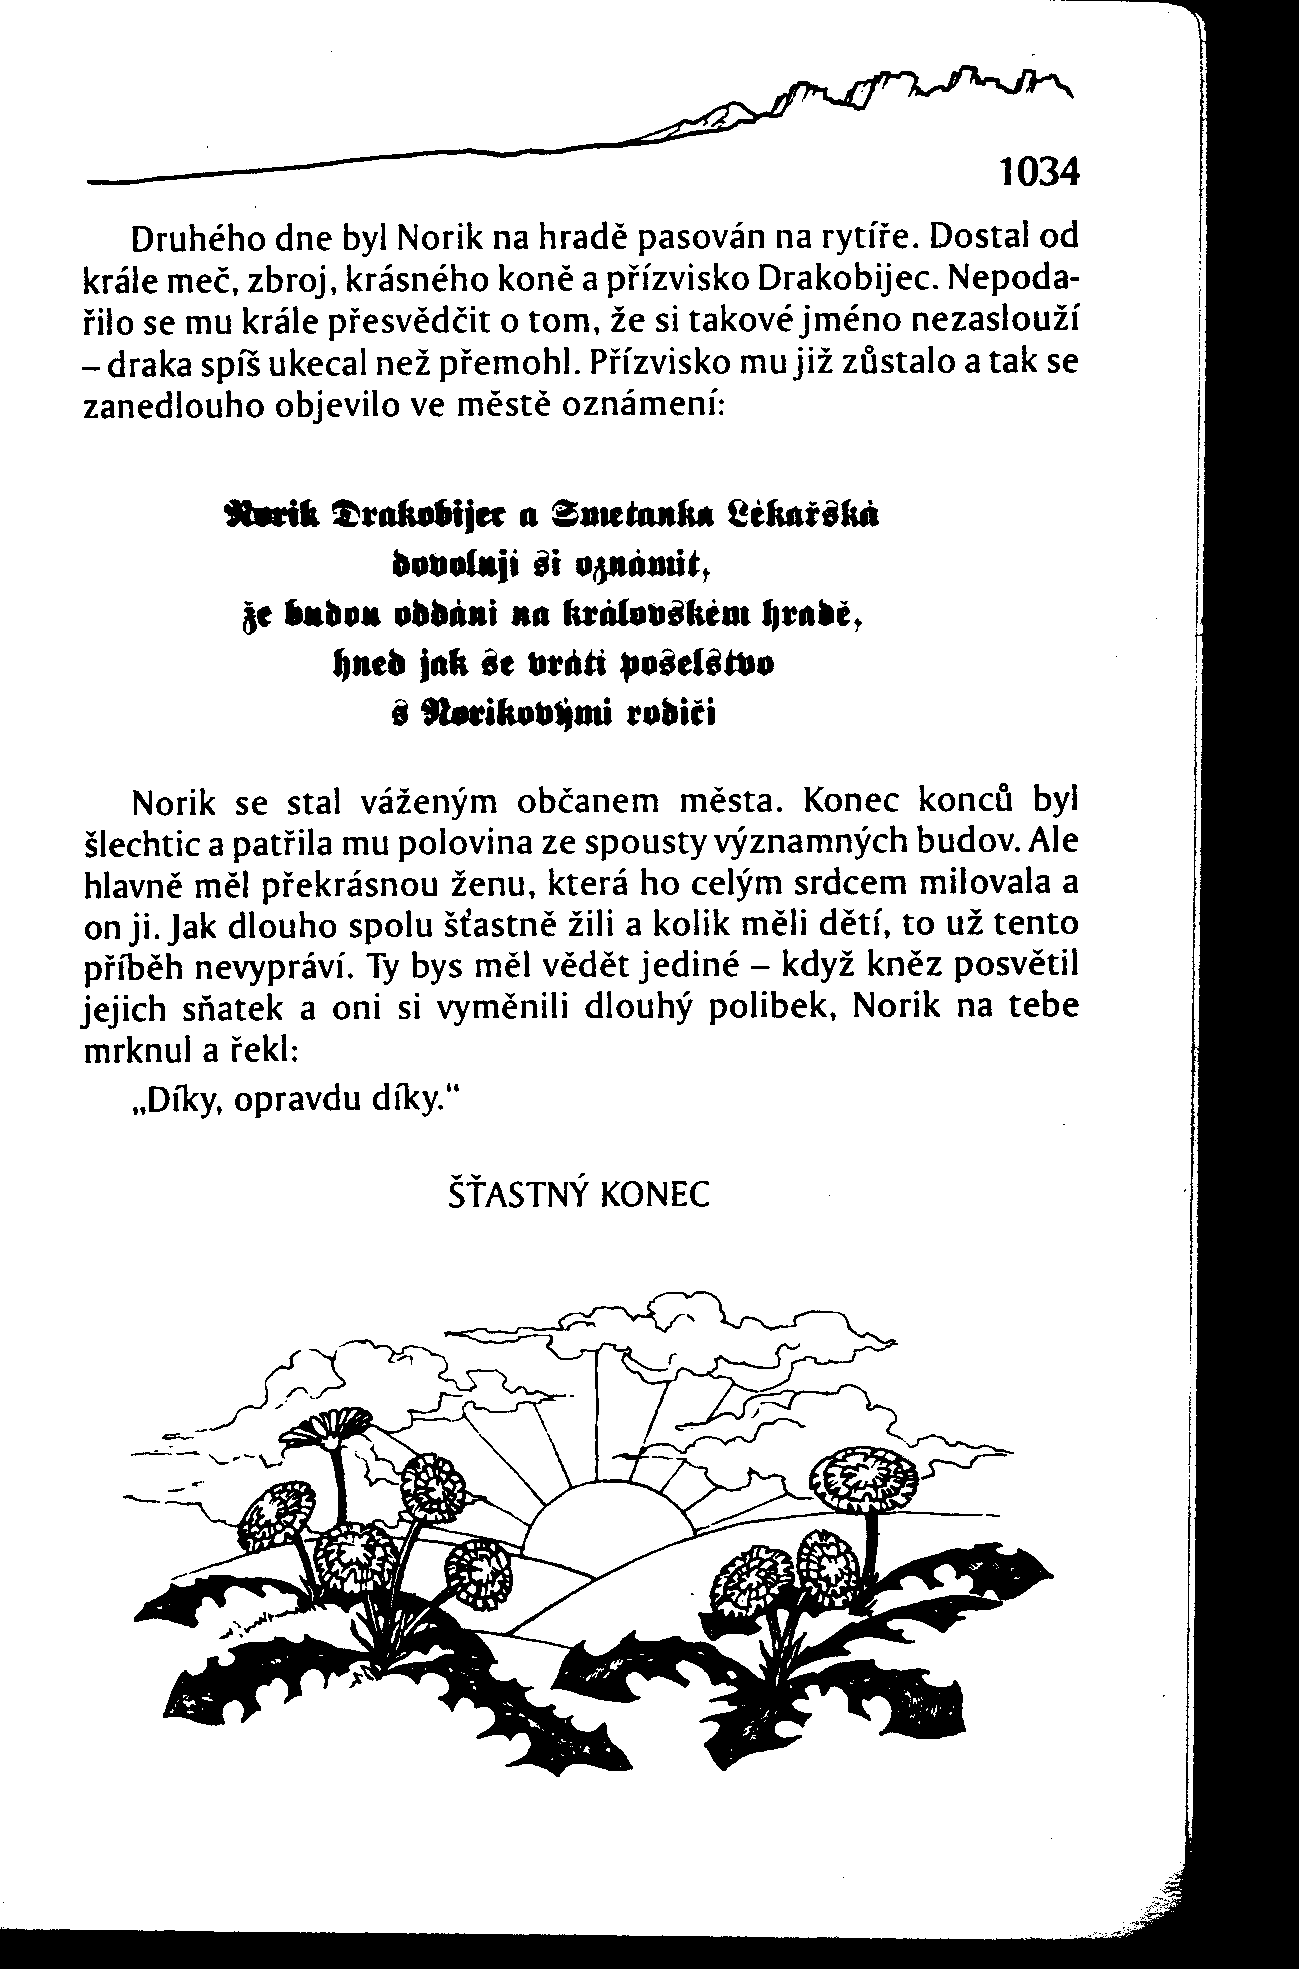 1034
Druhého dne byl Norik na hradě pasován na rytíře. Dostal od
krále meč, zbroj, krásného koně a přízvisko Drakobijec. Nepoda-
řilo se mu krále přesvědčit o tom, že si takové jméno nezaslouží
– draka spíš ukecal než přemohl. Přízvisko mu již zůstalo a tak se
zanedlouho objevilo ve městě oznámení:
Norik Drakobijec a Smetanka Lékařská
dovolují si oznámit,
že budou oddáni na královském hradě,
hned jak se vrátí poselstvo
s Norikovými rodiči
Norik se stal váženým občanem města. Konec konců byl
šlechtic a patřila mu polovina ze spousty významných budov. Ale
hlavně měl překrásnou ženu, která ho celým srdcem milovala a
on ji. Jak dlouho spolu šťastně žili a kolik měli dětí, to už tento
příběh nevypráví. Ty bys měl vědět jediné – když kněz posvětil
jejich sňatek a oni si vyměnili dlouhý polibek, Norik na tebe
mrknul a řekl:
„Díky, opravdu díky.“
ŠŤASTNÝ KONEC